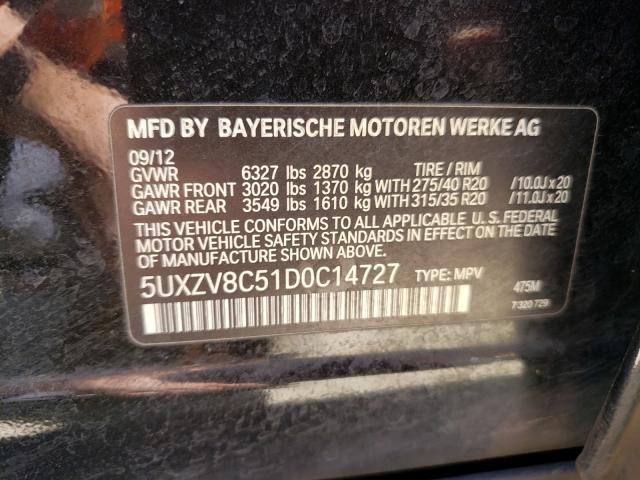 MFD BY BAYERISCHE MOTOREN WERKE AG
09/12
GVWR 6327 lbs 2870 kg TIRE / RIM
GAWR FRONT 3020 lbs 1370 kg WITH 275/40 R20 /10.0J x 20
GAWR REAR 3549 lbs 1610 kg WITH 315/35 R20 /11.0J x 20
THIS VEHICLE CONFORMS TO ALL APPLICABLE U. S. FEDERAL
MOTOR VEHICLE SAFETY STANDARDS IN EFFECT ON THE DATE OF
MANUFACTURE SHOWN ABOVE.
5UXZV8C51D0C14727 TYPE: MPV 475M
7 320 729